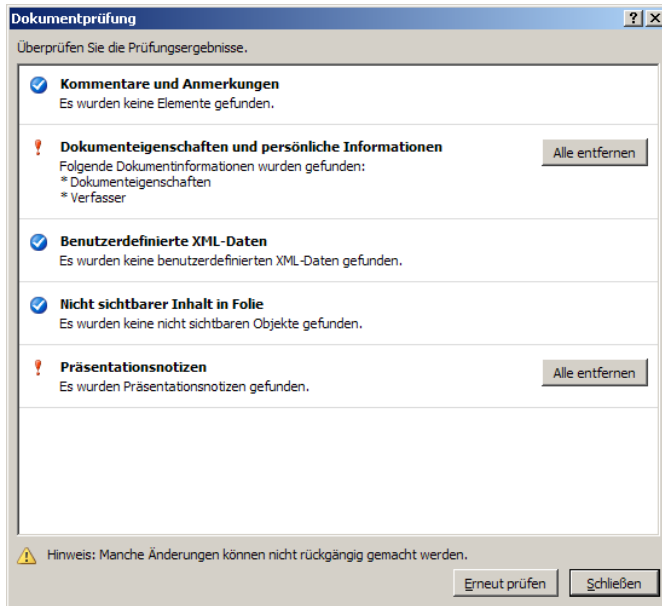 Dokumentprüfung
Überprüfen Sie die Prüfungsergebnisse.
Kommentare und Anmerkungen
Es wurden keine Elemente gefunden.
Dokumenteigenschaften und persönliche Informationen
Alle entfernen
Folgende Dokumentinformationen wurden gefunden:
* Dokumenteigenschaften
* Verfasser
Benutzerdefinierte XML-Daten
Es wurden keine benutzerdefinierten XML-Daten gefunden.
Nicht sichtbarer Inhalt in Folie
Es wurden keine nicht sichtbaren Objekte gefunden.
Präsentationsnotizen
Alle entfernen
Es wurden Präsentationsnotizen gefunden.
Hinweis: Manche Änderungen können nicht rückgängig gemacht werden.
Erneut prüfen
Schließen